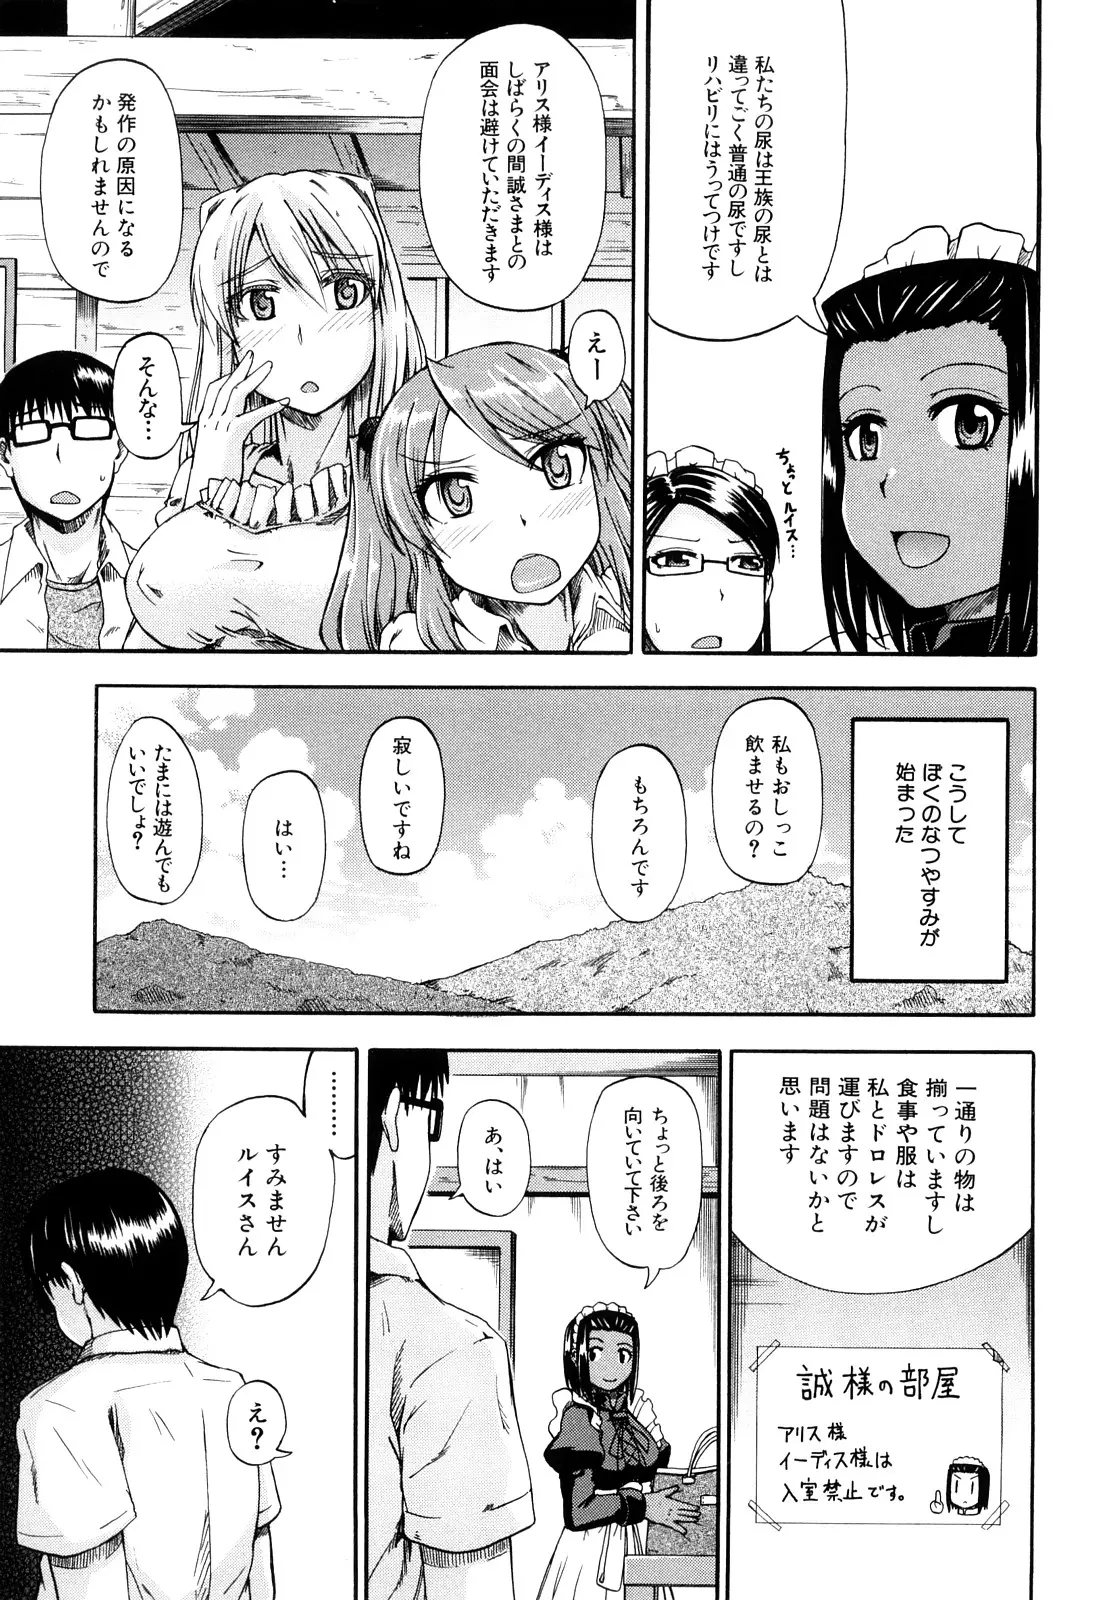 私たちの尿は王族の尿とは
違ってごく普通の尿ですし
リハビリにはうってつけです
ちょっとルイス…
アリス様イーディス様は
しばらくの間誠さまとの
面会は避けていただきます
えー
発作の原因になる
かもしれませんので
そんな…
こうして
ぼくのなつやすみが
始まった
私もおしっこ
飲ませるの？
もちろんです
寂しいですね
はい…
たまには遊んでも
いいでしょ？
一通りの物は
揃っていますし
食事や服は
私とドロレスが
運びますので
問題はないかと
思います
誠様の部屋
アリス様
イーディス様は
入室禁止です。
ちょっと後ろを
向いていて下さい
あ、はい
………
すみません
ルイスさん
え？